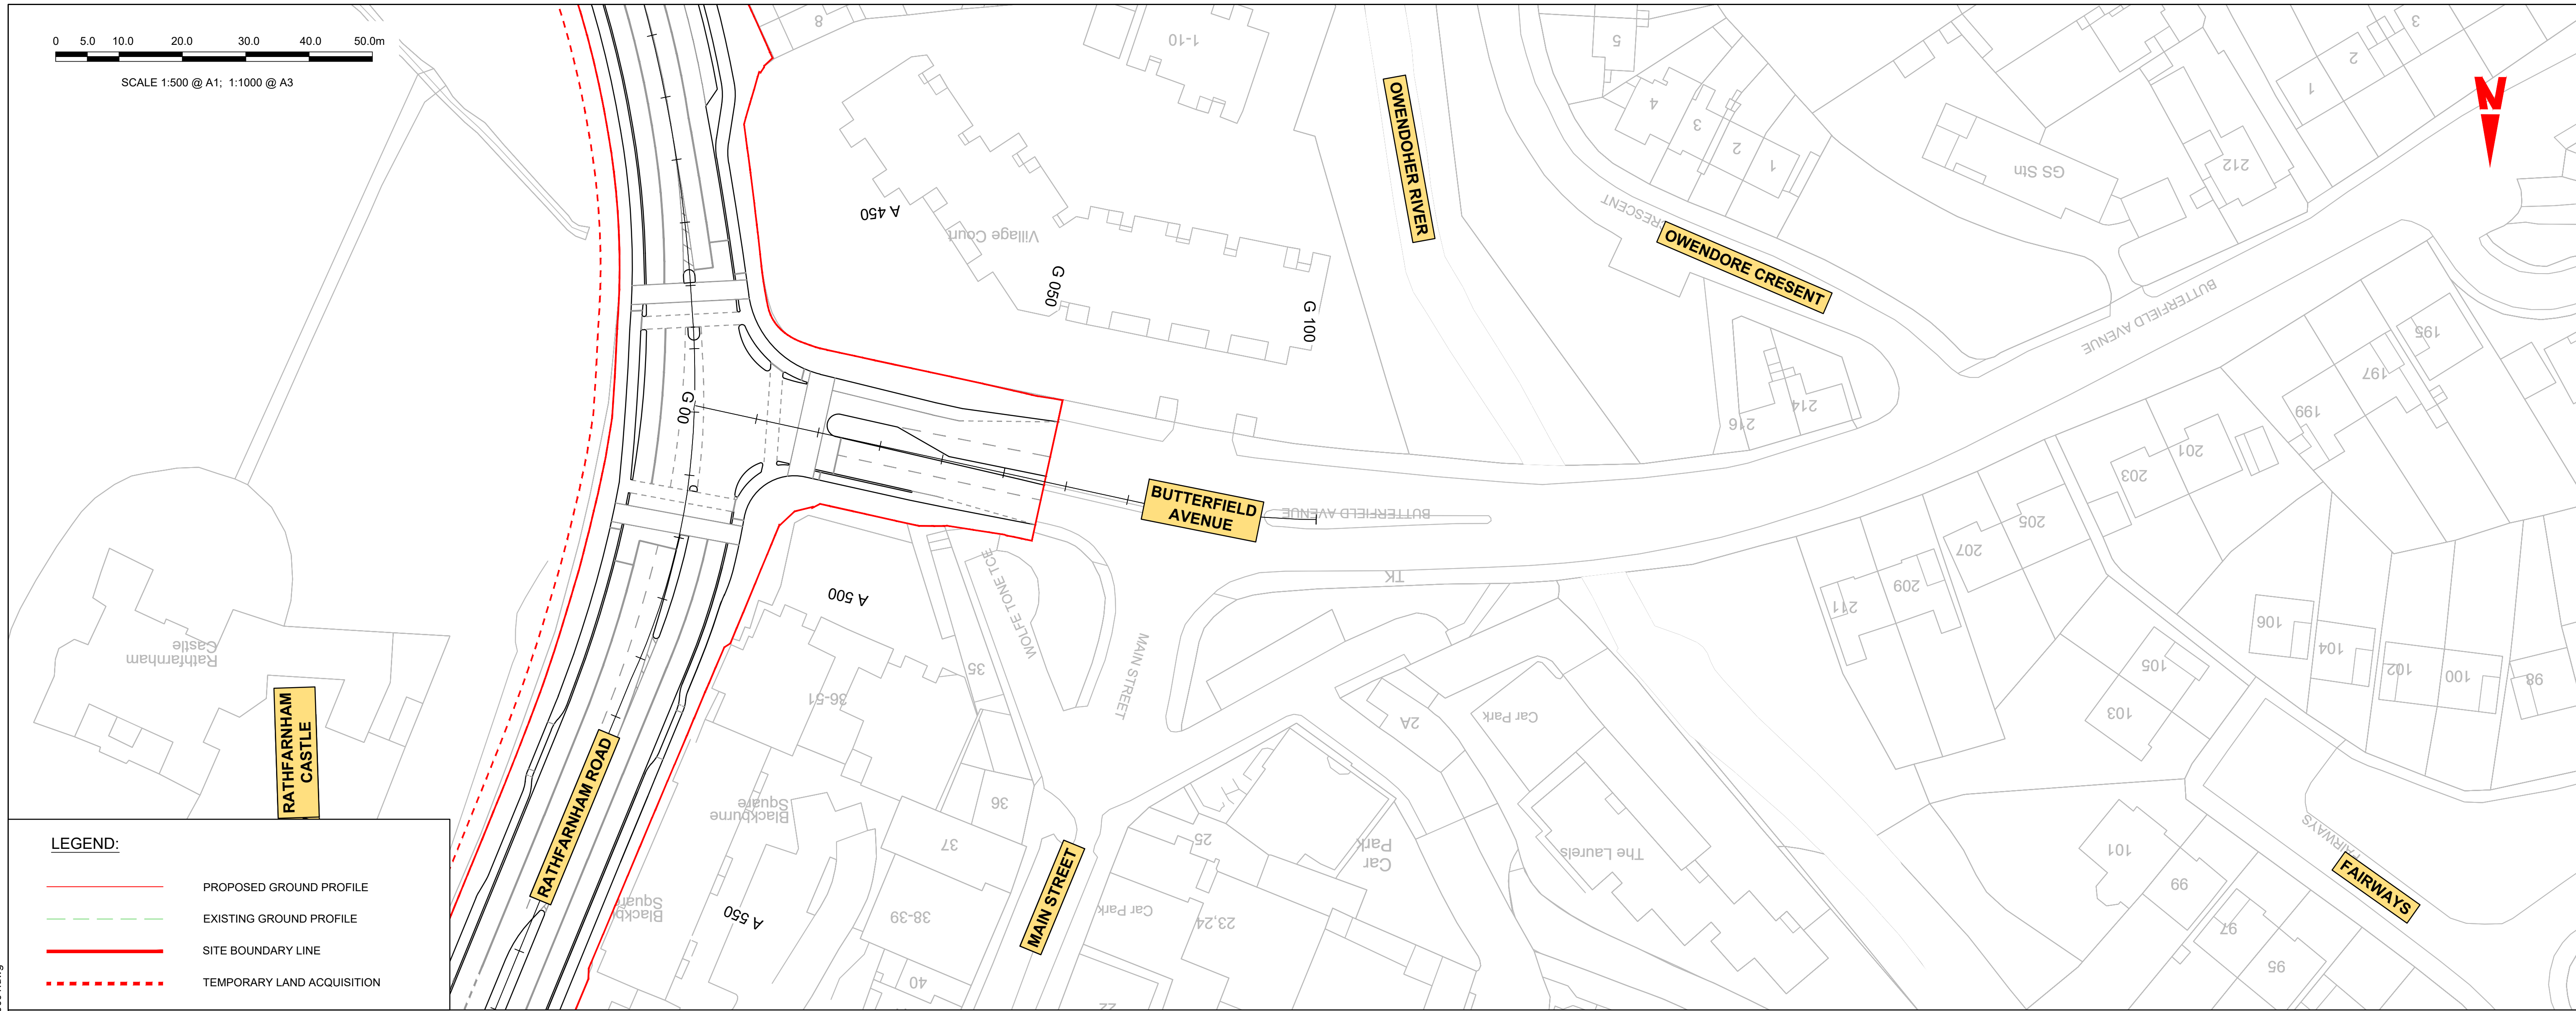 0 5.0 10.0 20.0 30.0 40.0 50.0m
SCALE 1:500 @ A1; 1:1000 @ A3
N
8
1-10
5
4
3
2
1
GS Stn
212
1
2
3
A 450
Village Court
G 050
G 100
G 00
OWENDOHER RIVER
CRESCENT
OWENDORE CRESENT
BUTTERFIELD AVENUE
195
197
199
201
203
205
207
209
211
214
216
BUTTERFIELD
AVENUE
BUTTERFIELD AVENUE
TK
A 500
WOLFE TONE TCE
MAIN STREET
35
36-51
36
37
38-39
40
Rathfarnham
Castle
RATHFARNHAM
CASTLE
RATHFARNHAM ROAD
Blackburne
Square
Square
A 550
MAIN STREET
2A
Car Park
25
Car
Park
Car Park
23,24
22
The Laurels
106
104
102
100
98
105
103
101
99
97
95
FAIRWAYS
FAIRWAYS
LEGEND:
PROPOSED GROUND PROFILE
EXISTING GROUND PROFILE
SITE BOUNDARY LINE
TEMPORARY LAND ACQUISITION